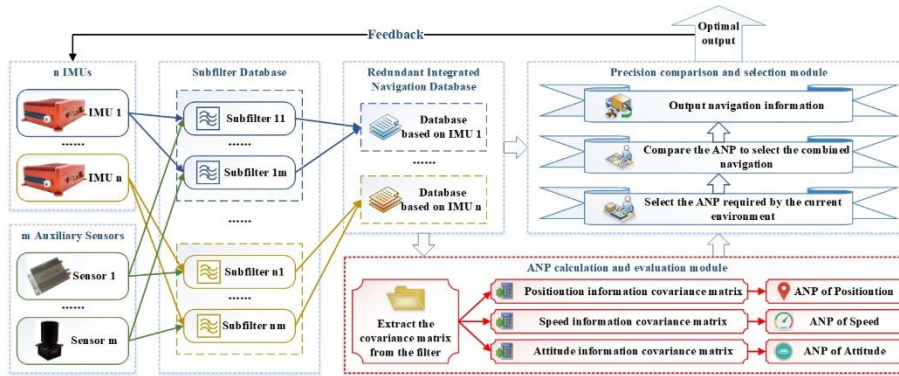 Optimal
output
Feedback
n IMUs
IMU 1
......
IMU n
m Auxiliary Sensors
Sensor 1
......
Sensor m
Subfilter Database
Subfilter 11
......
Subfilter 1m
......
Subfilter n1
......
Subfilter nm
Redundant Integrated
Navigation Database
Database
based on IMU 1
......
Database
based on IMU n
Precision comparison and selection module
Output navigation information
Compare the ANP to select the combined
navigation
Select the ANP required by the current
environment
ANP calculation and evaluation module
Extract the
covariance matrix
from the filter
Positiontion information covariance matrix
ANP of Positiontion
Speed information covariance matrix
ANP of Speed
Attitude information covariance matrix
ANP of Attitude